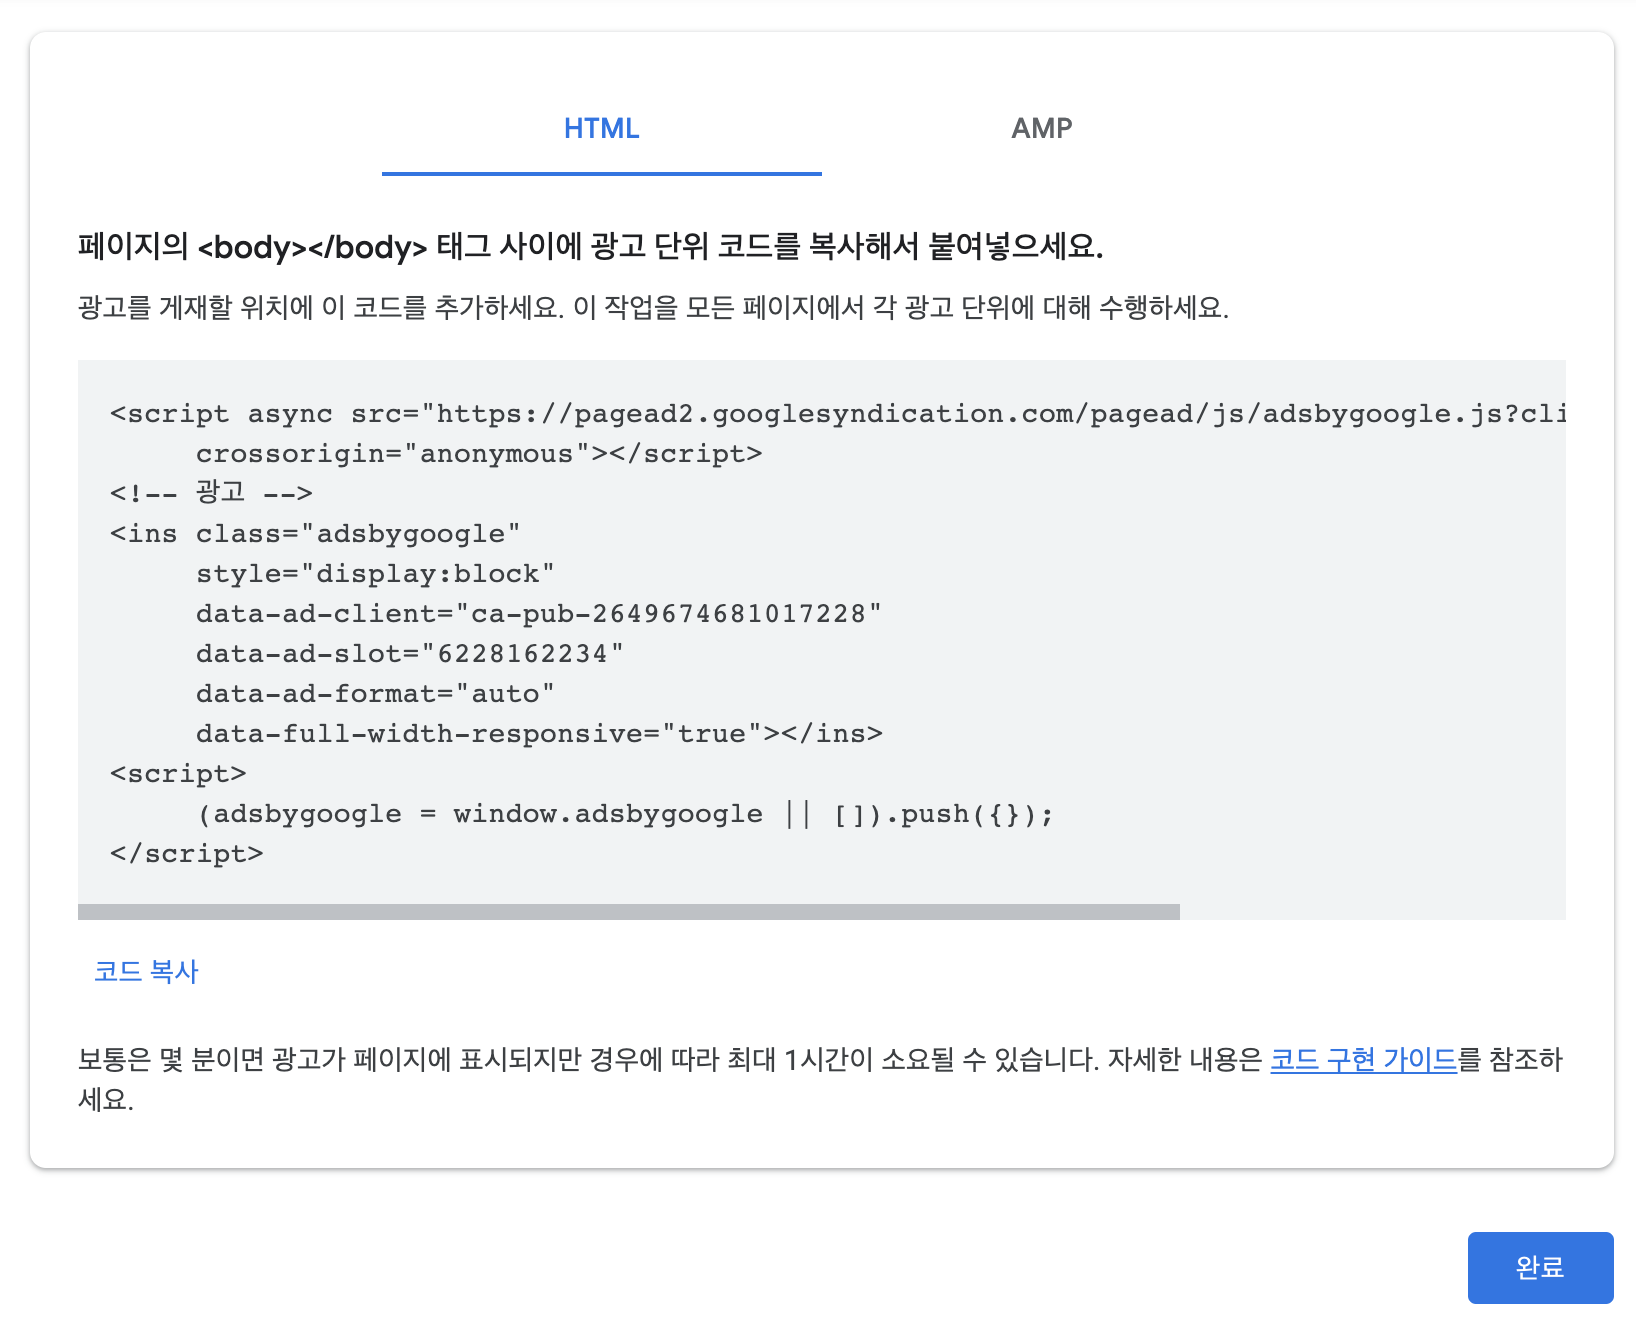 HTML
AMP
페이지의 <body></body> 태그 사이에 광고 단위 코드를 복사해서 붙여넣으세요.
광고를 게재할 위치에 이 코드를 추가하세요. 이 작업을 모든 페이지에서 각 광고 단위에 대해 수행하세요.
<script async src="https://pagead2.googlesyndication.com/pagead/js/adsbygoogle.js?cli
     crossorigin="anonymous"></script>
<!-- 광고 -->
<ins class="adsbygoogle"
     style="display:block"
     data-ad-client="ca-pub-2649674681017228"
     data-ad-slot="6228162234"
     data-ad-format="auto"
     data-full-width-responsive="true"></ins>
<script>
     (adsbygoogle = window.adsbygoogle || []).push({});
</script>
코드 복사
보통은 몇 분이면 광고가 페이지에 표시되지만 경우에 따라 최대 1시간이 소요될 수 있습니다. 자세한 내용은 코드 구현 가이드를 참조하
세요.
완료